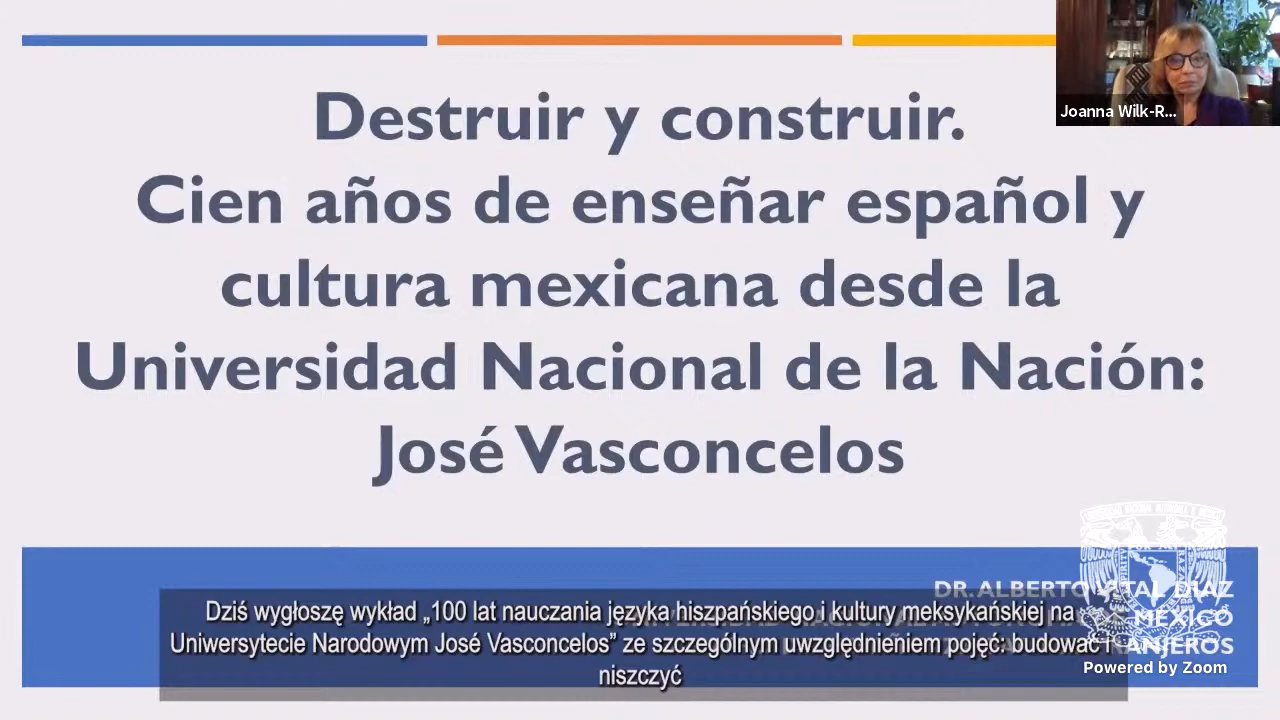 Destruir y construir.
Cien años de enseñar español y
cultura mexicana desde la
Universidad Nacional de la Nación:
José Vasconcelos
Joanna Wilk-R...
DR. ALBERTO VITAL DÍAZ
MÉXICO
Powered by Zoom
Dziś wygłoszę wykład „100 lat nauczania języka hiszpańskiego i kultury meksykańskiej na
Uniwersytecie Narodowym José Vasconcelos” ze szczególnym uwzględnieniem pojęć: budować i
niszczyć